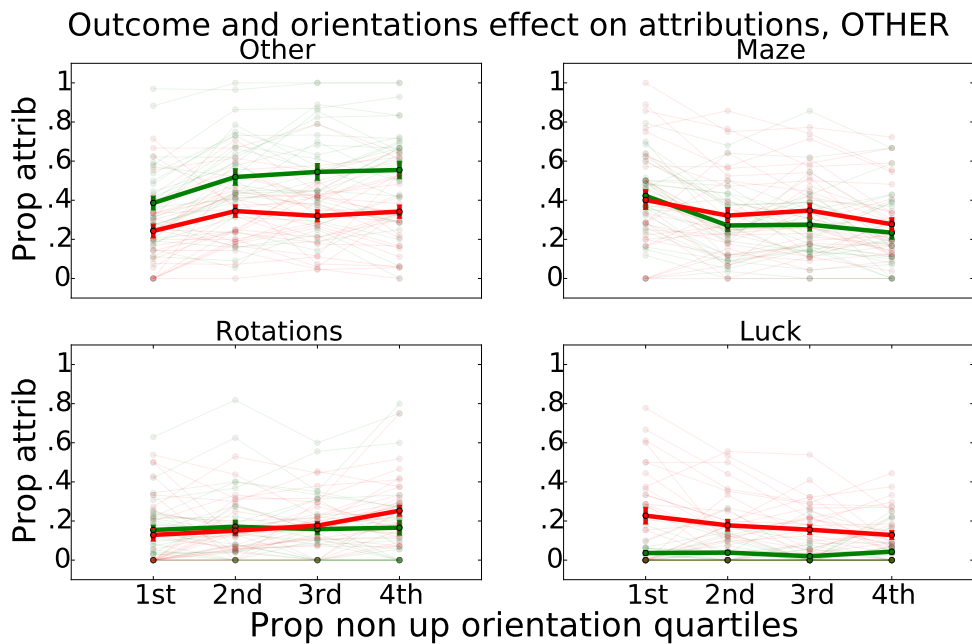 Outcome and orientations effect on attributions, OTHER
Other
Maze
Prop attrib
1
.8
.6
.4
.2
0
1
.8
.6
.4
.2
0
Rotations
Luck
Prop attrib
1
.8
.6
.4
.2
0
1
.8
.6
.4
.2
0
1st 2nd 3rd 4th
1st 2nd 3rd 4th
Prop non up orientation quartiles